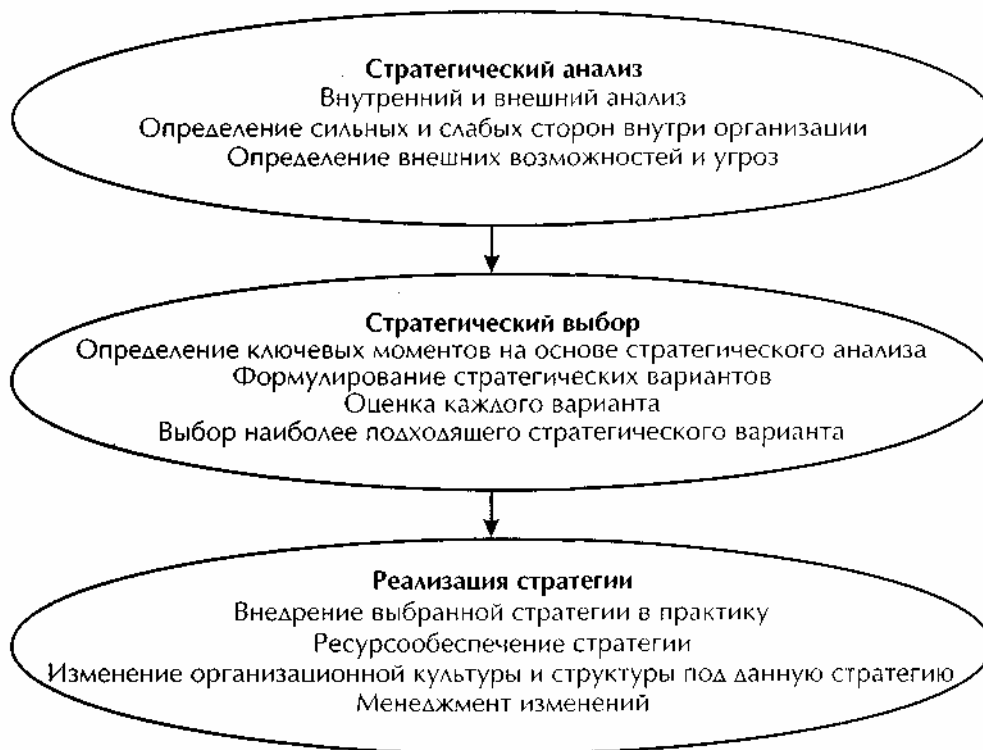 Стратегический анализ
Внутренний и внешний анализ
Определение сильных и слабых сторон внутри организации
Определение внешних возможностей и угроз
Стратегический выбор
Определение ключевых моментов на основе стратегического анализа
Формулирование стратегических вариантов
Оценка каждого варианта
Выбор наиболее подходящего стратегического варианта
Реализация стратегии
Внедрение выбранной стратегии в практику
Ресурсообеспечение стратегии
Изменение организационной культуры и структуры под данную стратегию
Менеджмент изменений